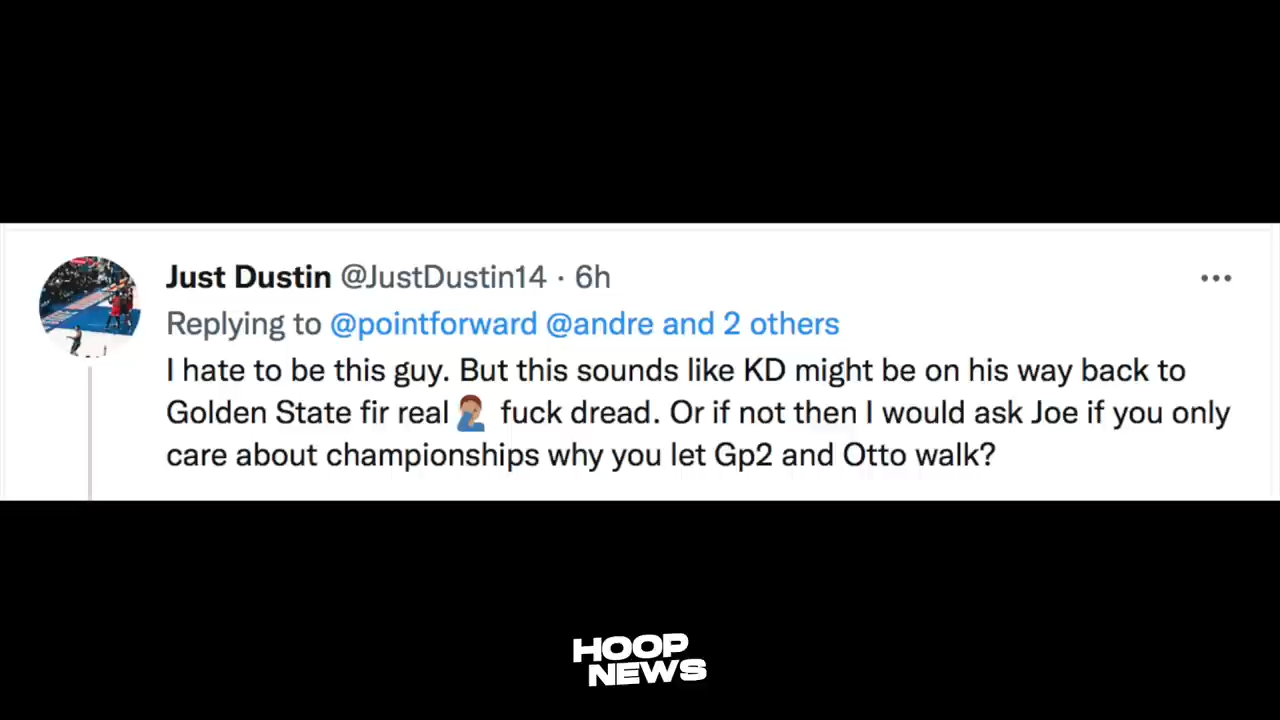 Just Dustin @JustDustin14 · 6h
Replying to @pointforward @andre and 2 others
I hate to be this guy. But this sounds like KD might be on his way back to
Golden State fir real🤦🏽‍♂️ fuck dread. Or if not then I would ask Joe if you only
care about championships why you let Gp2 and Otto walk?
HOOP
NEWS